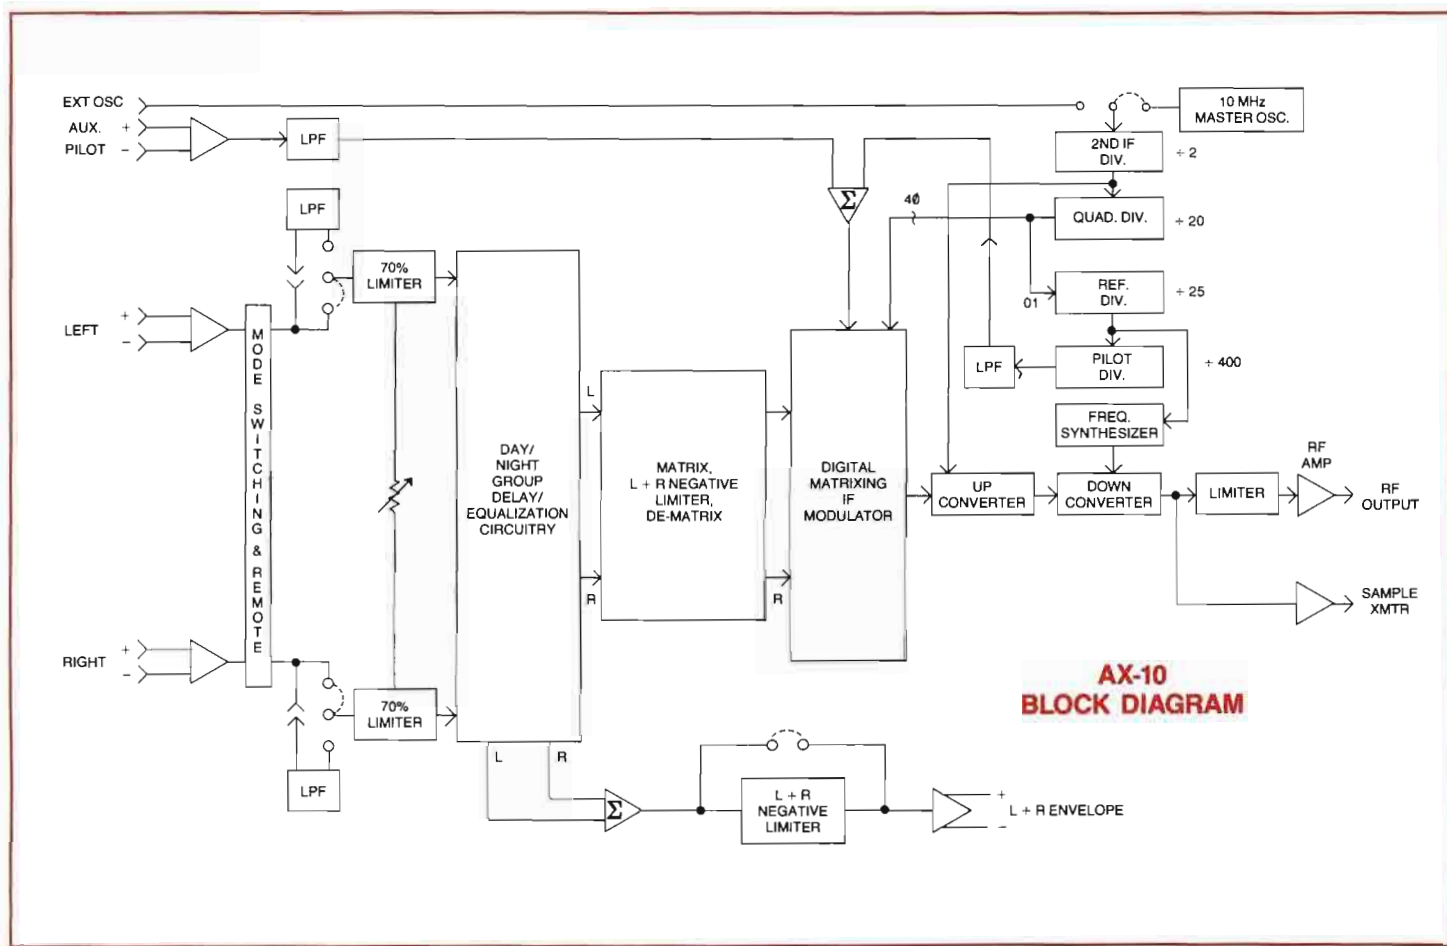 EXT OSC
AUX. +
PILOT −
LPF
10 MHz
MASTER OSC.
2ND IF
DIV.
÷ 2
Σ
40
QUAD. DIV.
÷ 20
LPF
70%
LIMITER
REF.
DIV.
÷ 25
01
LEFT
+
−
MODE SWITCHING & REMOTE
LPF
PILOT
DIV.
÷ 400
FREQ.
SYNTHESIZER
DAY/
NIGHT
GROUP
DELAY/
EQUALIZATION
CIRCUITRY
L
R
MATRIX,
L + R NEGATIVE
LIMITER,
DE-MATRIX
R
DIGITAL
MATRIXING
IF
MODULATOR
UP
CONVERTER
DOWN
CONVERTER
LIMITER
RF
AMP
RF
OUTPUT
SAMPLE
XMTR
RIGHT
+
−
70%
LIMITER
LPF
AX-10
BLOCK DIAGRAM
L
R
Σ
L + R
NEGATIVE
LIMITER
+
L + R ENVELOPE
−